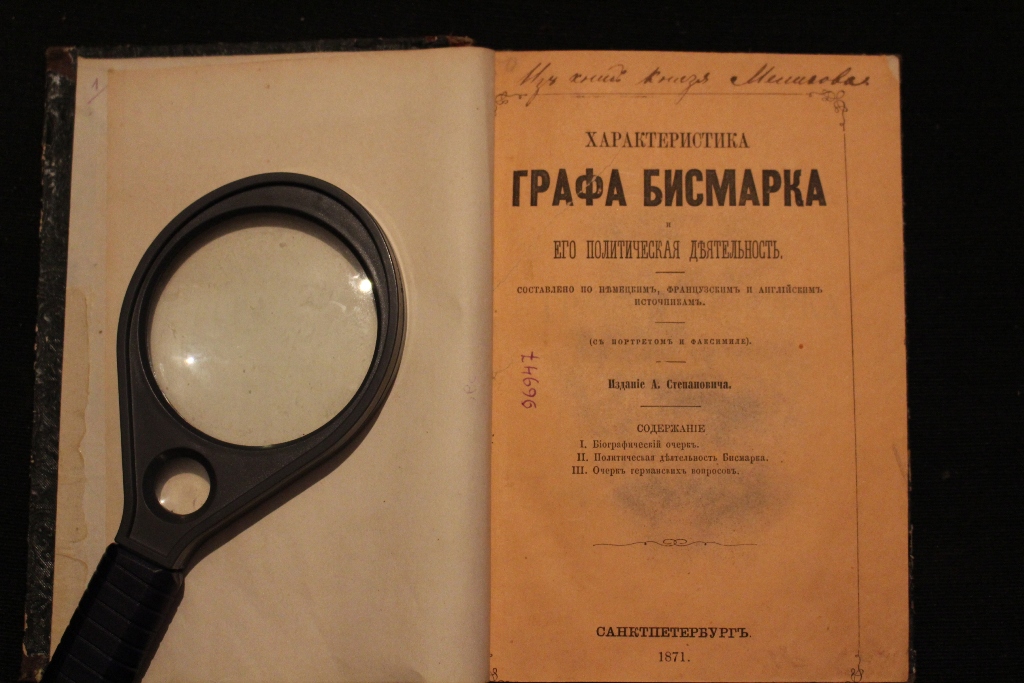 1
Изъ книгъ Князя
ХАРАКТЕРИСТИКА
ГРАФА БИСМАРКА
и
ЕГО ПОЛИТИЧЕСКАЯ ДѢЯТЕЛЬНОСТЬ.
СОСТАВЛЕНО ПО НѢМЕЦКИМЪ, ФРАНЦУЗСКИМЪ И АНГЛІЙСКИМЪ
ИСТОЧНИКАМЪ.
(СЪ ПОРТРЕТОМЪ И ФАКСИМИЛЕ).
96947
Изданіе А. Степановича.
СОДЕРЖАНІЕ
I. Біографическій очеркъ.
II. Политическая дѣятельность Бисмарка.
III. Очеркъ германскихъ вопросовъ.
САНКТПЕТЕРБУРГЪ.
1871.